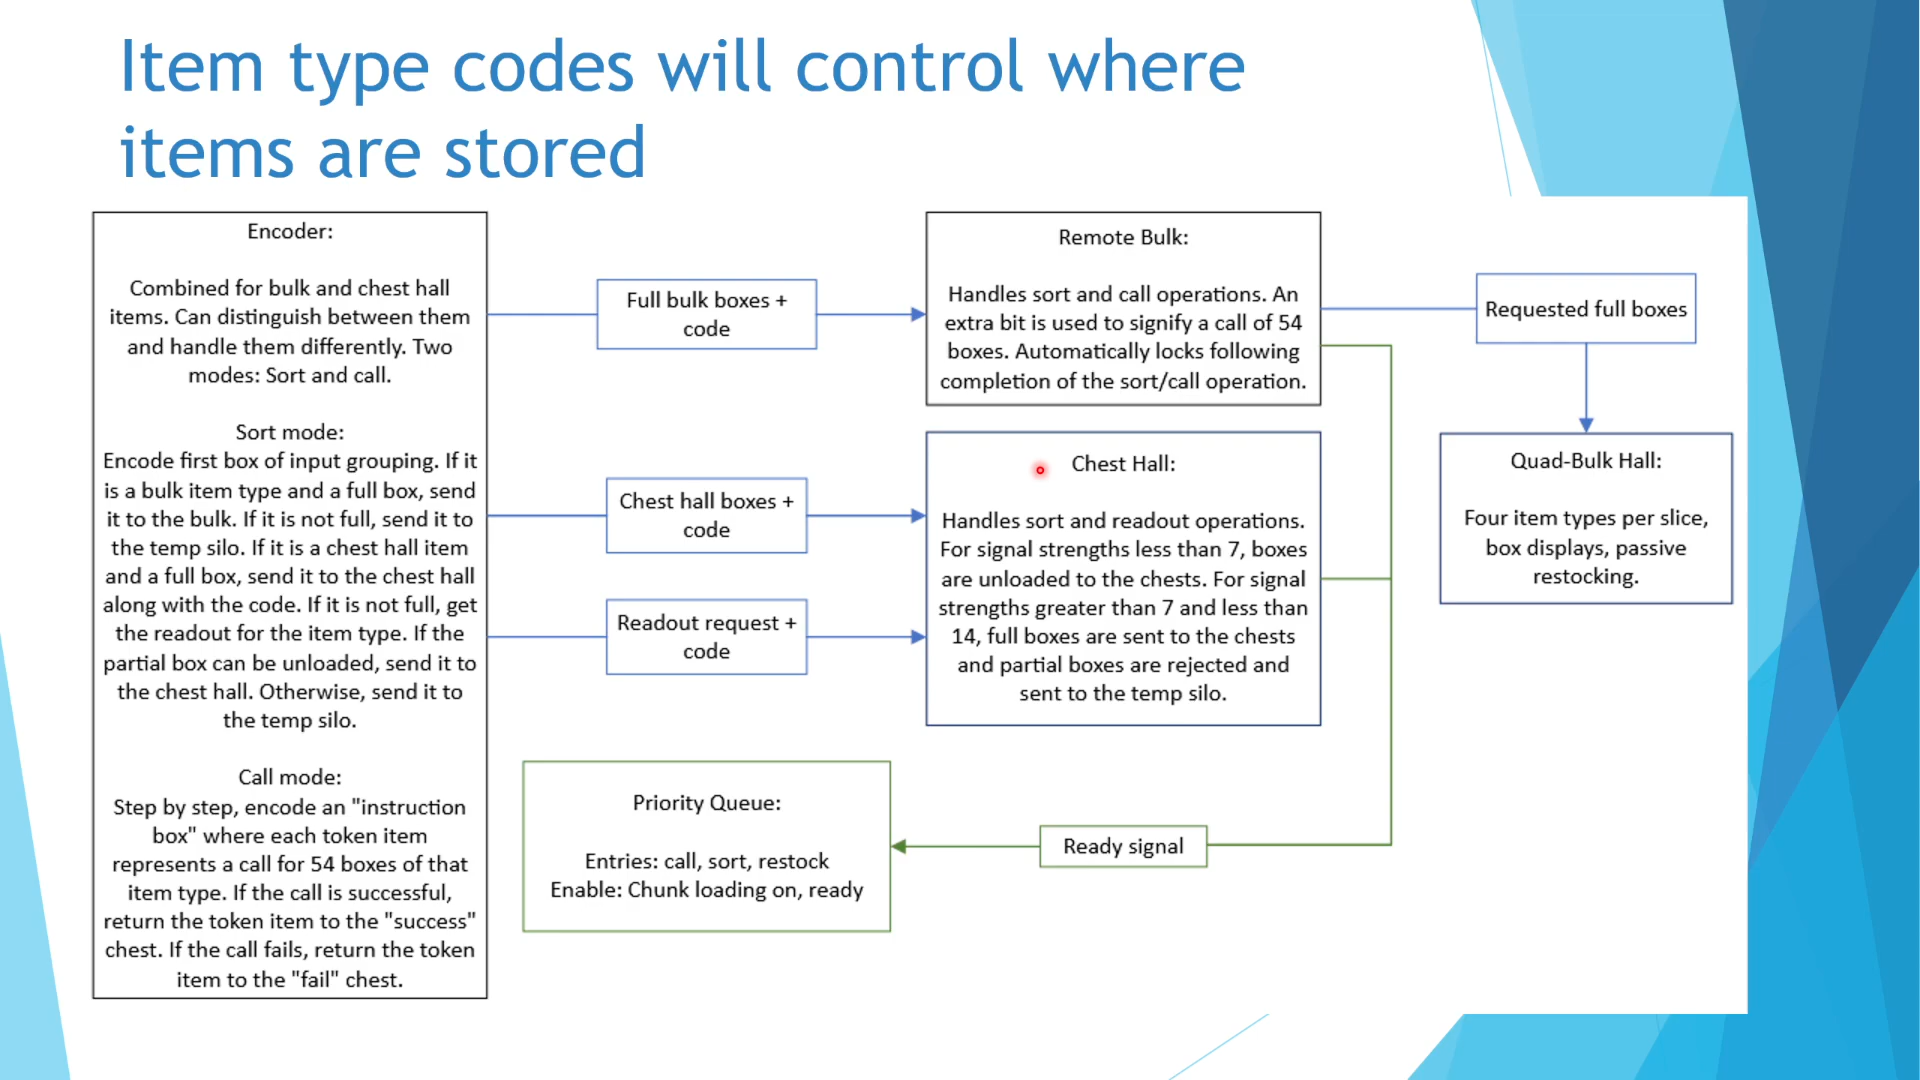 Item type codes will control where
items are stored
Encoder:
Combined for bulk and chest hall
items. Can distinguish between them
and handle them differently. Two
modes: Sort and call.
Sort mode:
Encode first box of input grouping. If it
is a bulk item type and a full box, send
it to the bulk. If it is not full, send it to
the temp silo. If it is a chest hall item
and a full box, send it to the chest hall
along with the code. If it is not full, get
the readout for the item type. If the
partial box can be unloaded, send it to
the chest hall. Otherwise, send it to
the temp silo.
Call mode:
Step by step, encode an "instruction
box" where each token item
represents a call for 54 boxes of that
item type. If the call is successful,
return the token item to the "success"
chest. If the call fails, return the token
item to the "fail" chest.
Full bulk boxes +
code
Chest hall boxes +
code
Readout request +
code
Remote Bulk:
Handles sort and call operations. An
extra bit is used to signify a call of 54
boxes. Automatically locks following
completion of the sort/call operation.
Chest Hall:
Handles sort and readout operations.
For signal strengths less than 7, boxes
are unloaded to the chests. For signal
strengths greater than 7 and less than
14, full boxes are sent to the chests
and partial boxes are rejected and
sent to the temp silo.
Requested full boxes
Quad-Bulk Hall:
Four item types per slice,
box displays, passive
restocking.
Priority Queue:
Entries: call, sort, restock
Enable: Chunk loading on, ready
Ready signal